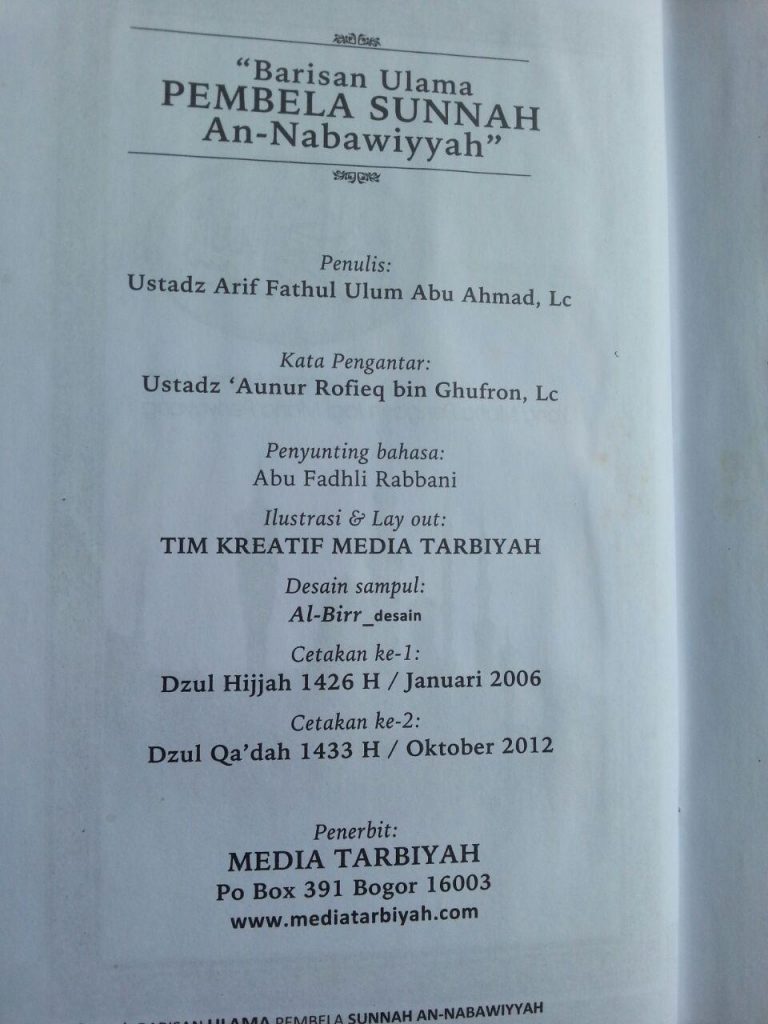 “Barisan Ulama
PEMBELA SUNNAH
An-Nabawiyyah”
Penulis:
Ustadz Arif Fathul Ulum Abu Ahmad, Lc
Kata Pengantar:
Ustadz ‘Aunur Rofieq bin Ghufron, Lc
Penyunting bahasa:
Abu Fadhli Rabbani
Ilustrasi & Lay out:
TIM KREATIF MEDIA TARBIYAH
Desain sampul:
Al-Birr_desain
Cetakan ke-1:
Dzul Hijjah 1426 H / Januari 2006
Cetakan ke-2:
Dzul Qa’dah 1433 H / Oktober 2012
Penerbit:
MEDIA TARBIYAH
Po Box 391 Bogor 16003
www.mediatarbiyah.com
BARISAN ULAMA PEMBELA SUNNAH AN-NABAWIYYAH